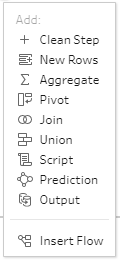 Add:
Clean Step
New Rows
Aggregate
Pivot
Join
Union
Script
Prediction
Output
Insert Flow